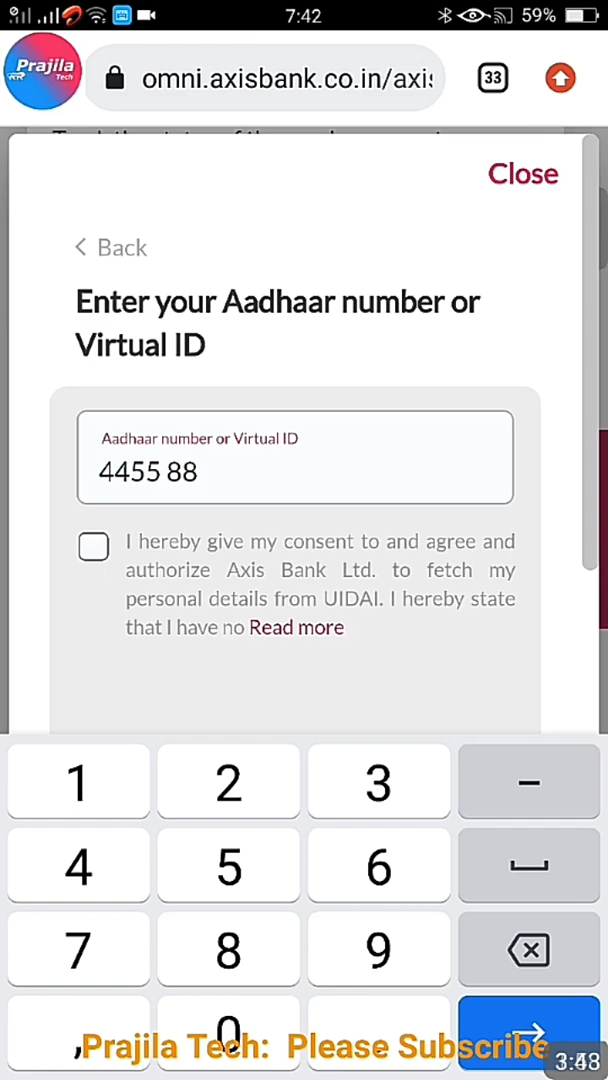 7:42
59%
Prajila
Tech
omni.axisbank.co.in/axis
33
Close
Back
Enter your Aadhaar number or
Virtual ID
Aadhaar number or Virtual ID
4455 88
I hereby give my consent to and agree and
authorize Axis Bank Ltd. to fetch my
personal details from UIDAI. I hereby state
that I have no Read more
1 2 3 –
4 5 6
7 8 9
, 0 .
Prajila Tech: Please Subscribe